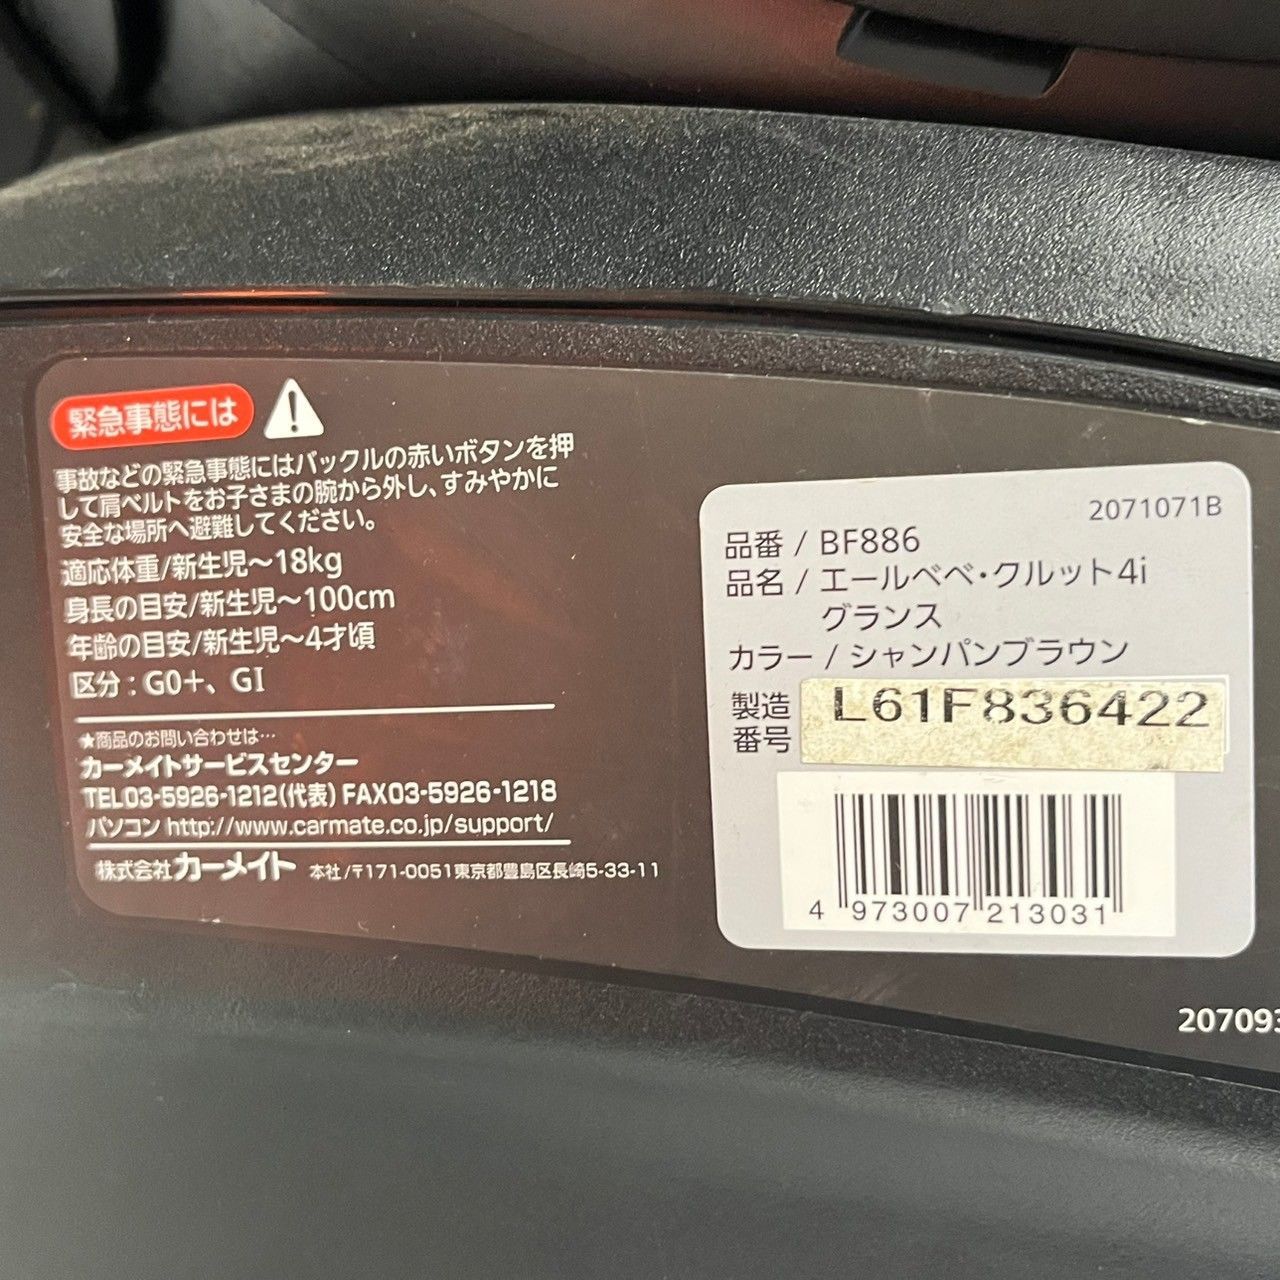 緊急事態には
事故などの緊急事態にはバックルの赤いボタンを押
して肩ベルトをお子さまの腕から外し、すみやかに
安全な場所へ避難してください。
適応体重/新生児～18kg
身長の目安/新生児～100cm
年齢の目安/新生児～4才頃
区分:G0+、GI
★商品のお問い合わせは…
カーメイトサービスセンター
TEL03-5926-1212(代表) FAX03-5926-1218
パソコン http://www.carmate.co.jp/support/
株式会社カーメイト 本社/〒171-0051東京都豊島区長崎5-33-11
2071071B
品番 / BF886
品名 / エールベベ・クルット4i
グランス
カラー / シャンパンブラウン
製造
番号
L61F836422
4 973007 213031
207093